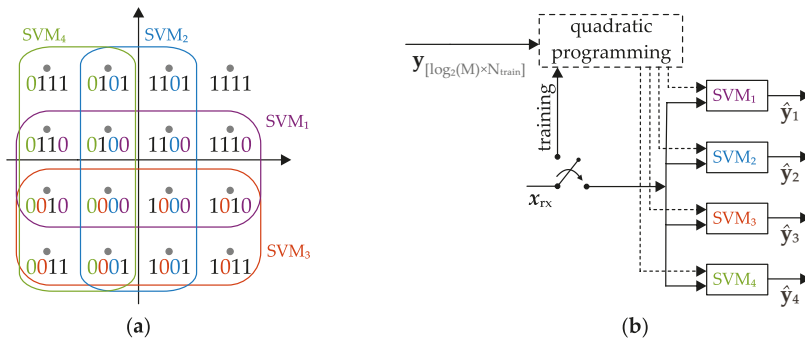 SVM4 SVM2
0111 0101 1101 1111
SVM1
0110 0100 1100 1110
0010 0000 1000 1010
SVM3
0011 0001 1001 1011
(a)
quadratic
programming
y[log2(M)×Ntrain]
training
xrx
SVM1
ŷ1
SVM2
ŷ2
SVM3
ŷ3
SVM4
ŷ4
(b)